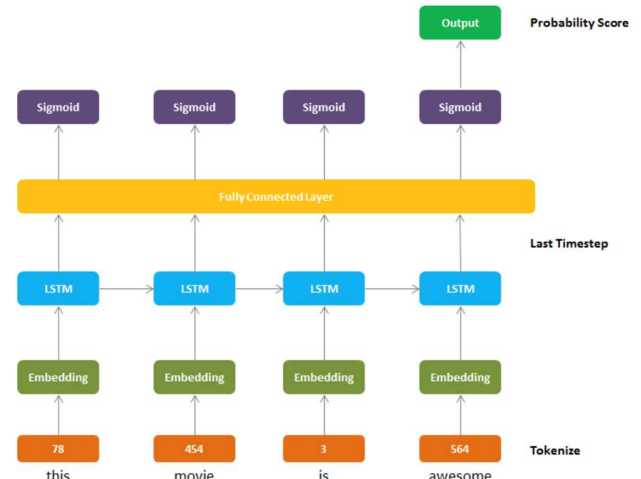 Output Probability Score
Sigmoid Sigmoid Sigmoid Sigmoid
Fully Connected Layer
Last Timestep
LSTM LSTM LSTM LSTM
Embedding Embedding Embedding Embedding
78 454 3 564 Tokenize
this movie is awesome